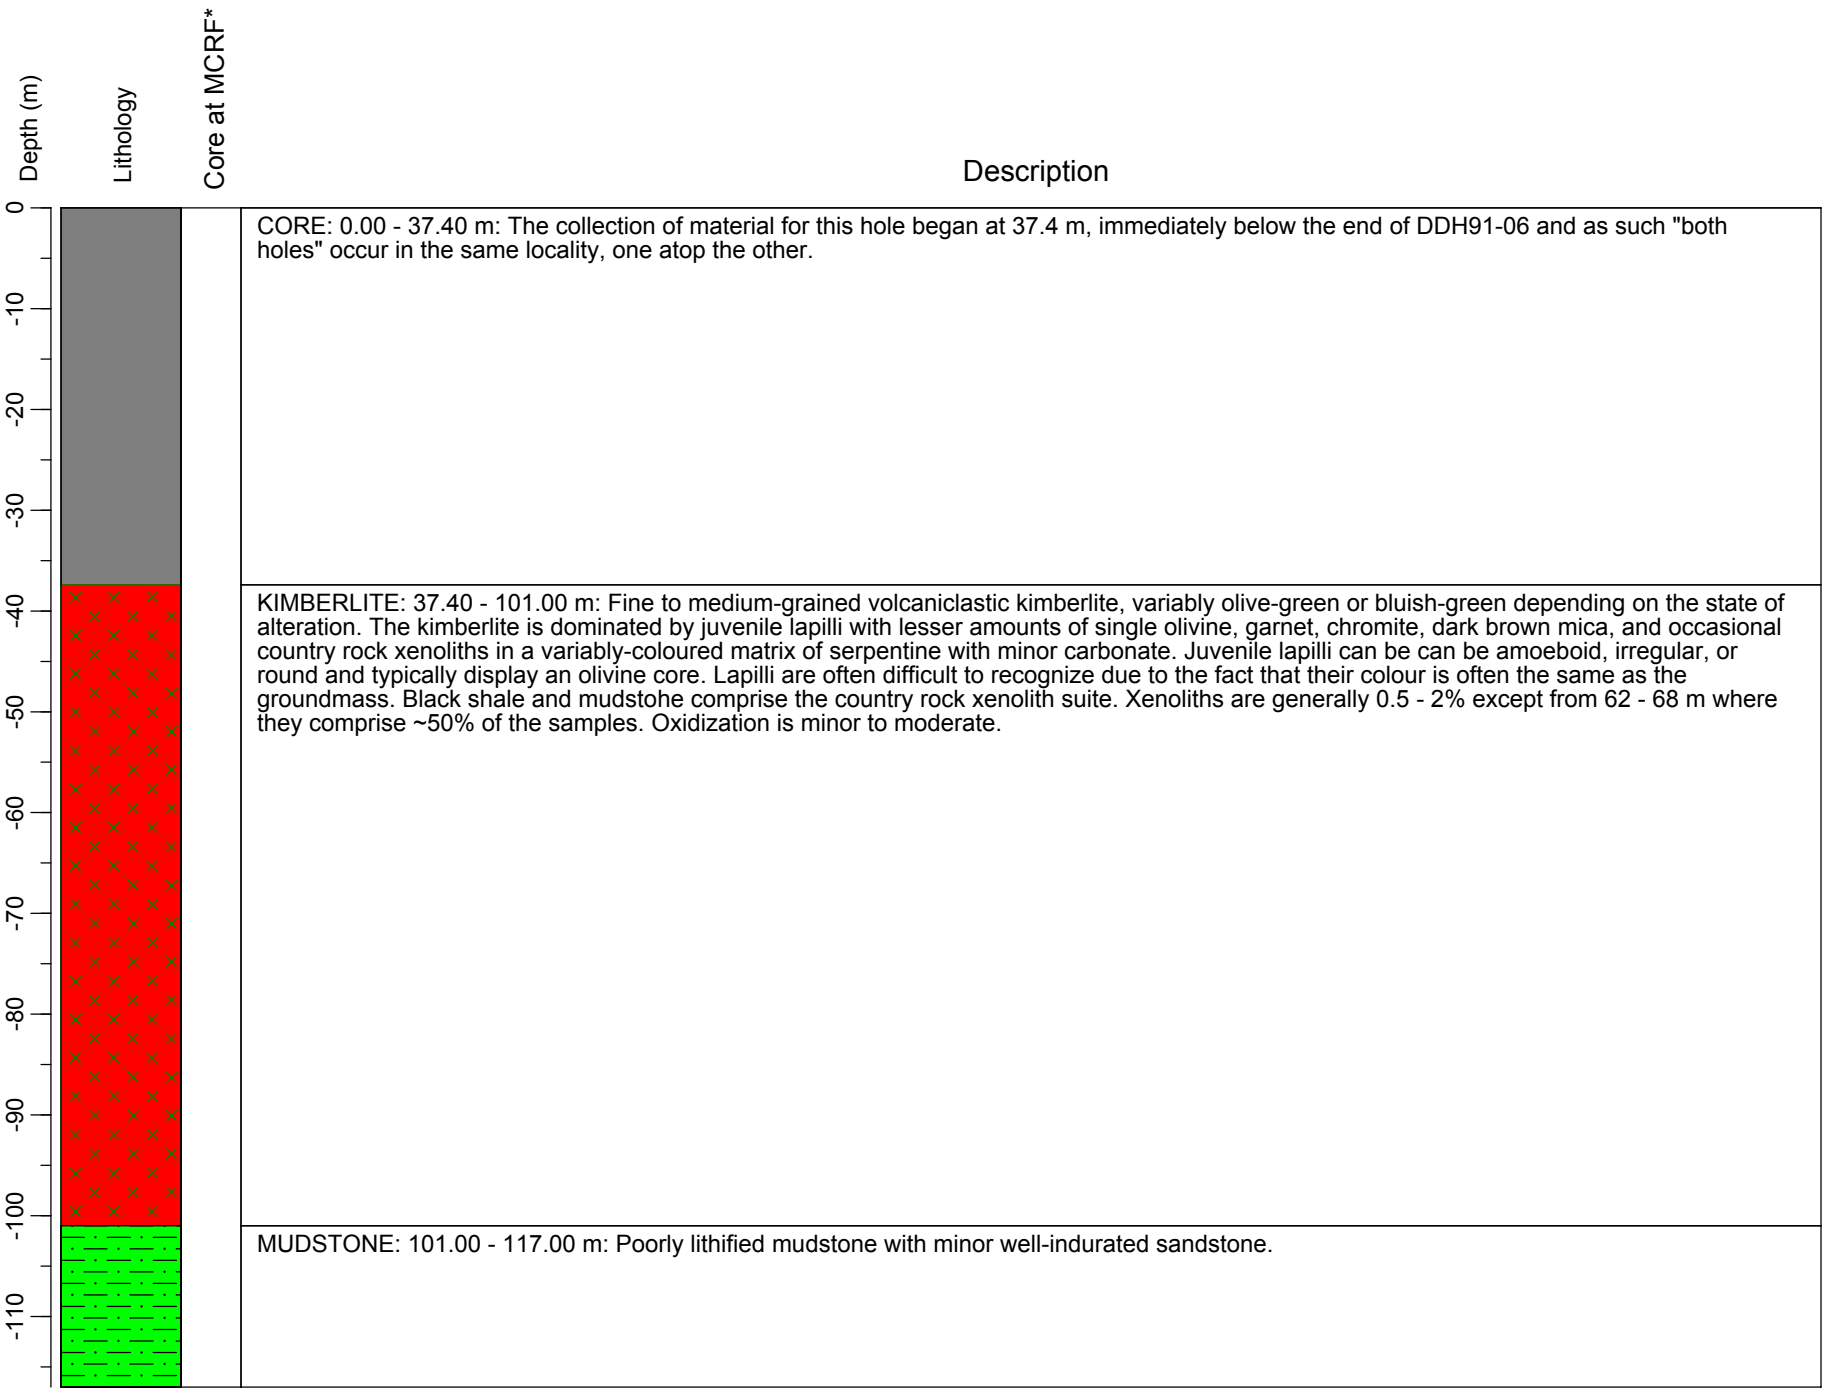 Depth (m)
Lithology
Core at MCRF*
Description
0
CORE: 0.00 - 37.40 m: The collection of material for this hole began at 37.4 m, immediately below the end of DDH91-06 and as such "both
holes" occur in the same locality, one atop the other.
-10
-20
-30
-40
KIMBERLITE: 37.40 - 101.00 m: Fine to medium-grained volcaniclastic kimberlite, variably olive-green or bluish-green depending on the state of
alteration. The kimberlite is dominated by juvenile lapilli with lesser amounts of single olivine, garnet, chromite, dark brown mica, and occasional
country rock xenoliths in a variably-coloured matrix of serpentine with minor carbonate. Juvenile lapilli can be can be amoeboid, irregular, or
round and typically display an olivine core. Lapilli are often difficult to recognize due to the fact that their colour is often the same as the
groundmass. Black shale and mudstohe comprise the country rock xenolith suite. Xenoliths are generally 0.5 - 2% except from 62 - 68 m where
they comprise ~50% of the samples. Oxidization is minor to moderate.
-50
-60
-70
-80
-90
-100
MUDSTONE: 101.00 - 117.00 m: Poorly lithified mudstone with minor well-indurated sandstone.
-110